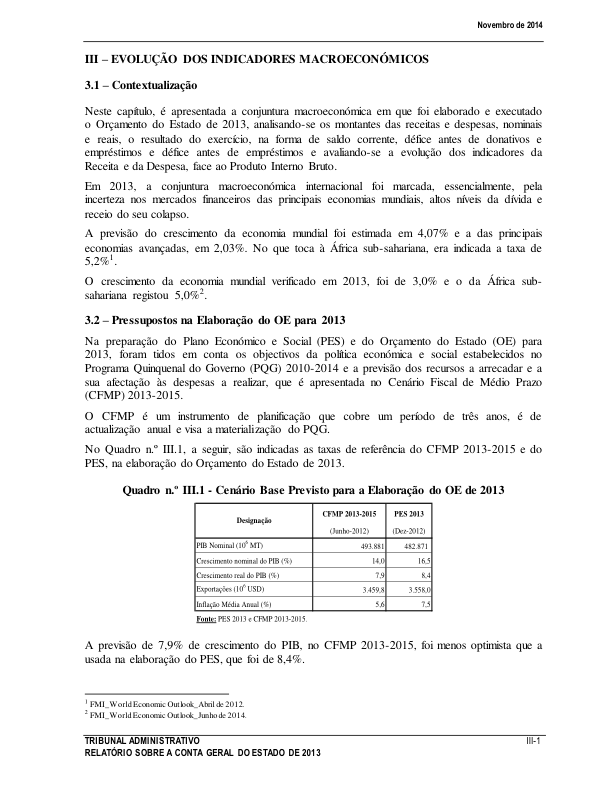 Novembro de 2014
III – EVOLUÇÃO DOS INDICADORES MACROECONÓMICOS
3.1 – Contextualização
Neste capítulo, é apresentada a conjuntura macroeconómica em que foi elaborado e executado
o Orçamento do Estado de 2013, analisando-se os montantes das receitas e despesas, nominais
e reais, o resultado do exercício, na forma de saldo corrente, défice antes de donativos e
empréstimos e défice antes de empréstimos e avaliando-se a evolução dos indicadores da
Receita e da Despesa, face ao Produto Interno Bruto.
Em 2013, a conjuntura macroeconómica internacional foi marcada, essencialmente, pela
incerteza nos mercados financeiros das principais economias mundiais, altos níveis da dívida e
receio do seu colapso.
A previsão do crescimento da economia mundial foi estimada em 4,07% e a das principais
economias avançadas, em 2,03%. No que toca à África sub-sahariana, era indicada a taxa de
5,2%¹.
O crescimento da economia mundial verificado em 2013, foi de 3,0% e o da África sub-
sahariana registou 5,0%².
3.2 – Pressupostos na Elaboração do OE para 2013
Na preparação do Plano Económico e Social (PES) e do Orçamento do Estado (OE) para
2013, foram tidos em conta os objectivos da política económica e social estabelecidos no
Programa Quinquenal do Governo (PQG) 2010-2014 e a previsão dos recursos a arrecadar e a
sua afectação às despesas a realizar, que é apresentada no Cenário Fiscal de Médio Prazo
(CFMP) 2013-2015.
O CFMP é um instrumento de planificação que cobre um período de três anos, é de
actualização anual e visa a materialização do PQG.
No Quadro n.º III.1, a seguir, são indicadas as taxas de referência do CFMP 2013-2015 e do
PES, na elaboração do Orçamento do Estado de 2013.
Quadro n.º III.1 - Cenário Base Previsto para a Elaboração do OE de 2013
Designação CFMP 2013-2015 PES 2013
(Junho-2012) (Dez-2012)
PIB Nominal (10⁶ MT) 493.881 482.871
Crescimento nominal do PIB (%) 14,0 16,5
Crescimento real do PIB (%) 7,9 8,4
Exportações (10⁶ USD) 3.459,8 3.558,0
Inflação Média Anual (%) 5,6 7,5
Fonte: PES 2013 e CFMP 2013-2015.
A previsão de 7,9% de crescimento do PIB, no CFMP 2013-2015, foi menos optimista que a
usada na elaboração do PES, que foi de 8,4%.
¹ FMI_World Economic Outlook_Abril de 2012.
² FMI_World Economic Outlook_Junho de 2014.
TRIBUNAL ADMINISTRATIVO III-1
RELATÓRIO SOBRE A CONTA GERAL DO ESTADO DE 2013